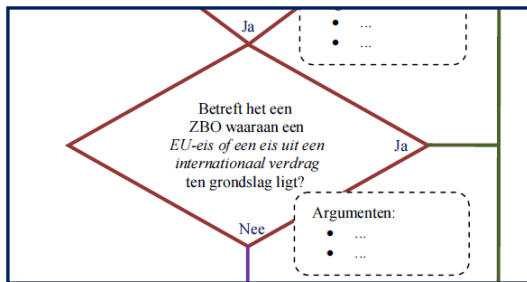 Ja
● ...
● ...
Betreft het een
ZBO waaraan een
EU-eis of een eis uit een
internationaal verdrag
ten grondslag ligt?
Ja
Nee
Argumenten:
● ...
● ...